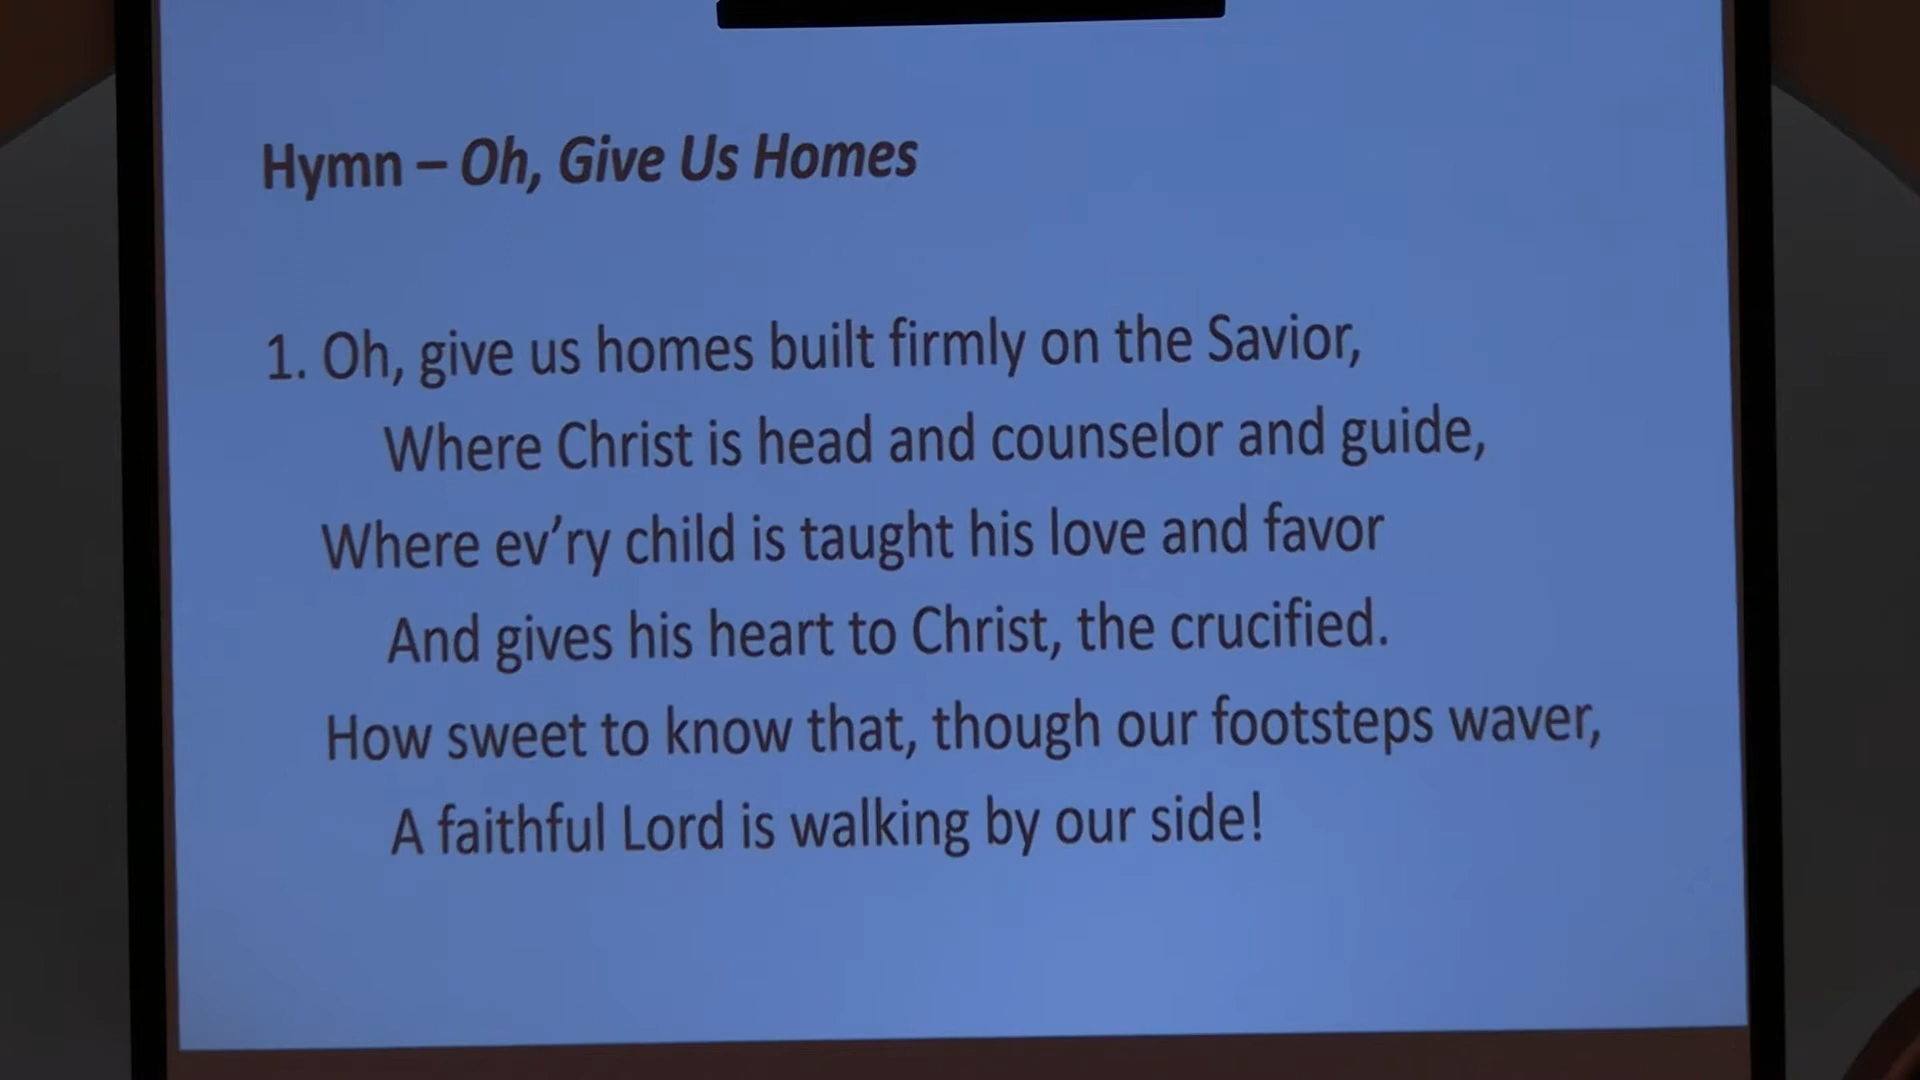 Hymn – Oh, Give Us Homes
1. Oh, give us homes built firmly on the Savior,
Where Christ is head and counselor and guide,
Where ev’ry child is taught his love and favor
And gives his heart to Christ, the crucified.
How sweet to know that, though our footsteps waver,
A faithful Lord is walking by our side!